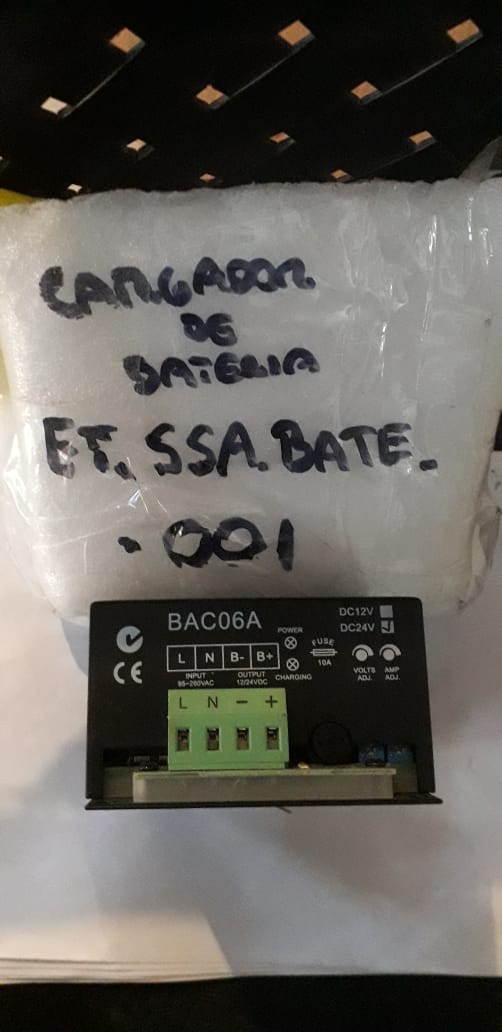 CARGADOR
DE
BATERIA
ET. SSA. BATE.
.001
BAC06A
DC12V
DC24V
POWER
FUSE
10A
L N B- B+
INPUT
OUTPUT
95~260VAC
12/24VDC
CHARGING
VOLTS
ADJ.
AMP
ADJ.
CE
L N − +